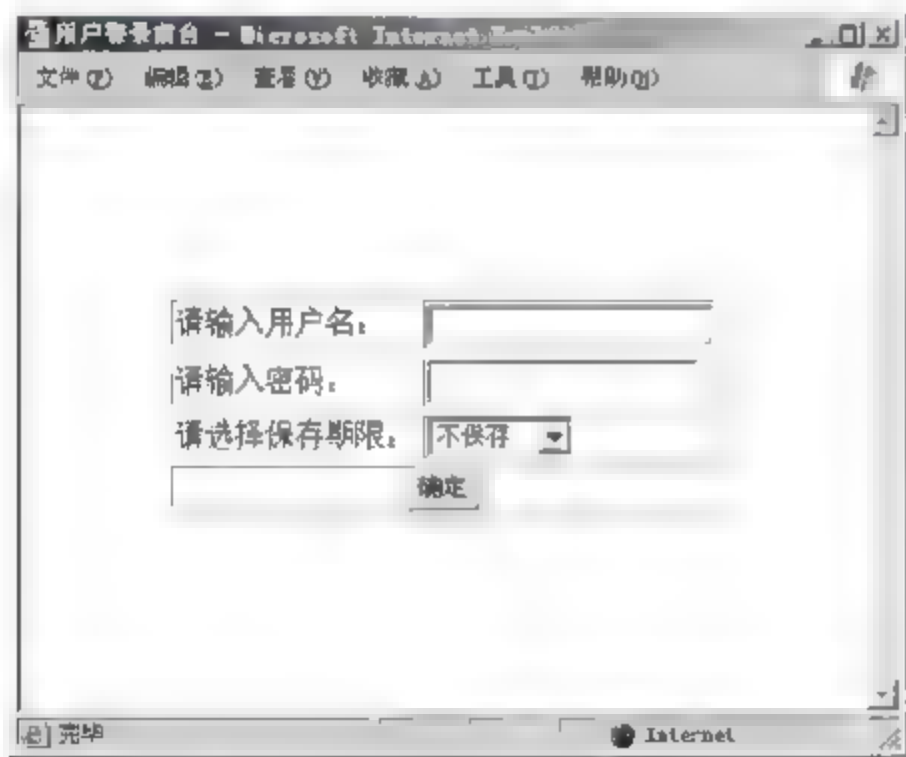 用户登录前台 - Microsoft Internet
文件(F) 编辑(E) 查看(V) 收藏(A) 工具(T) 帮助(H)
请输入用户名：
请输入密码：
请选择保存期限： 不保存
确定
完毕 Internet